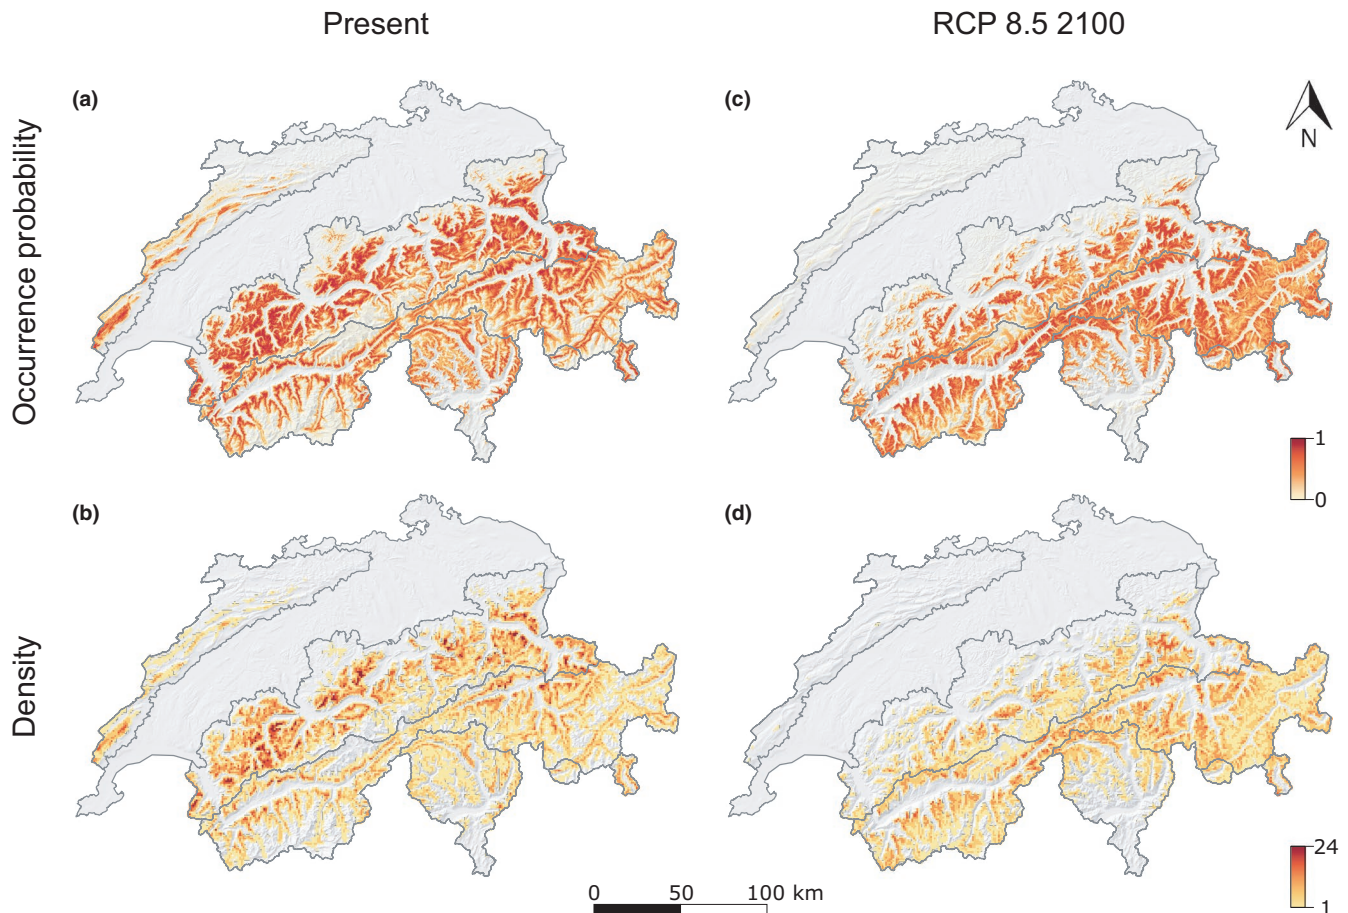 Present
RCP 8.5 2100
Occurrence probability
(a)
(c)
N
1
0
Density
(b)
(d)
24
1
0 50 100 km